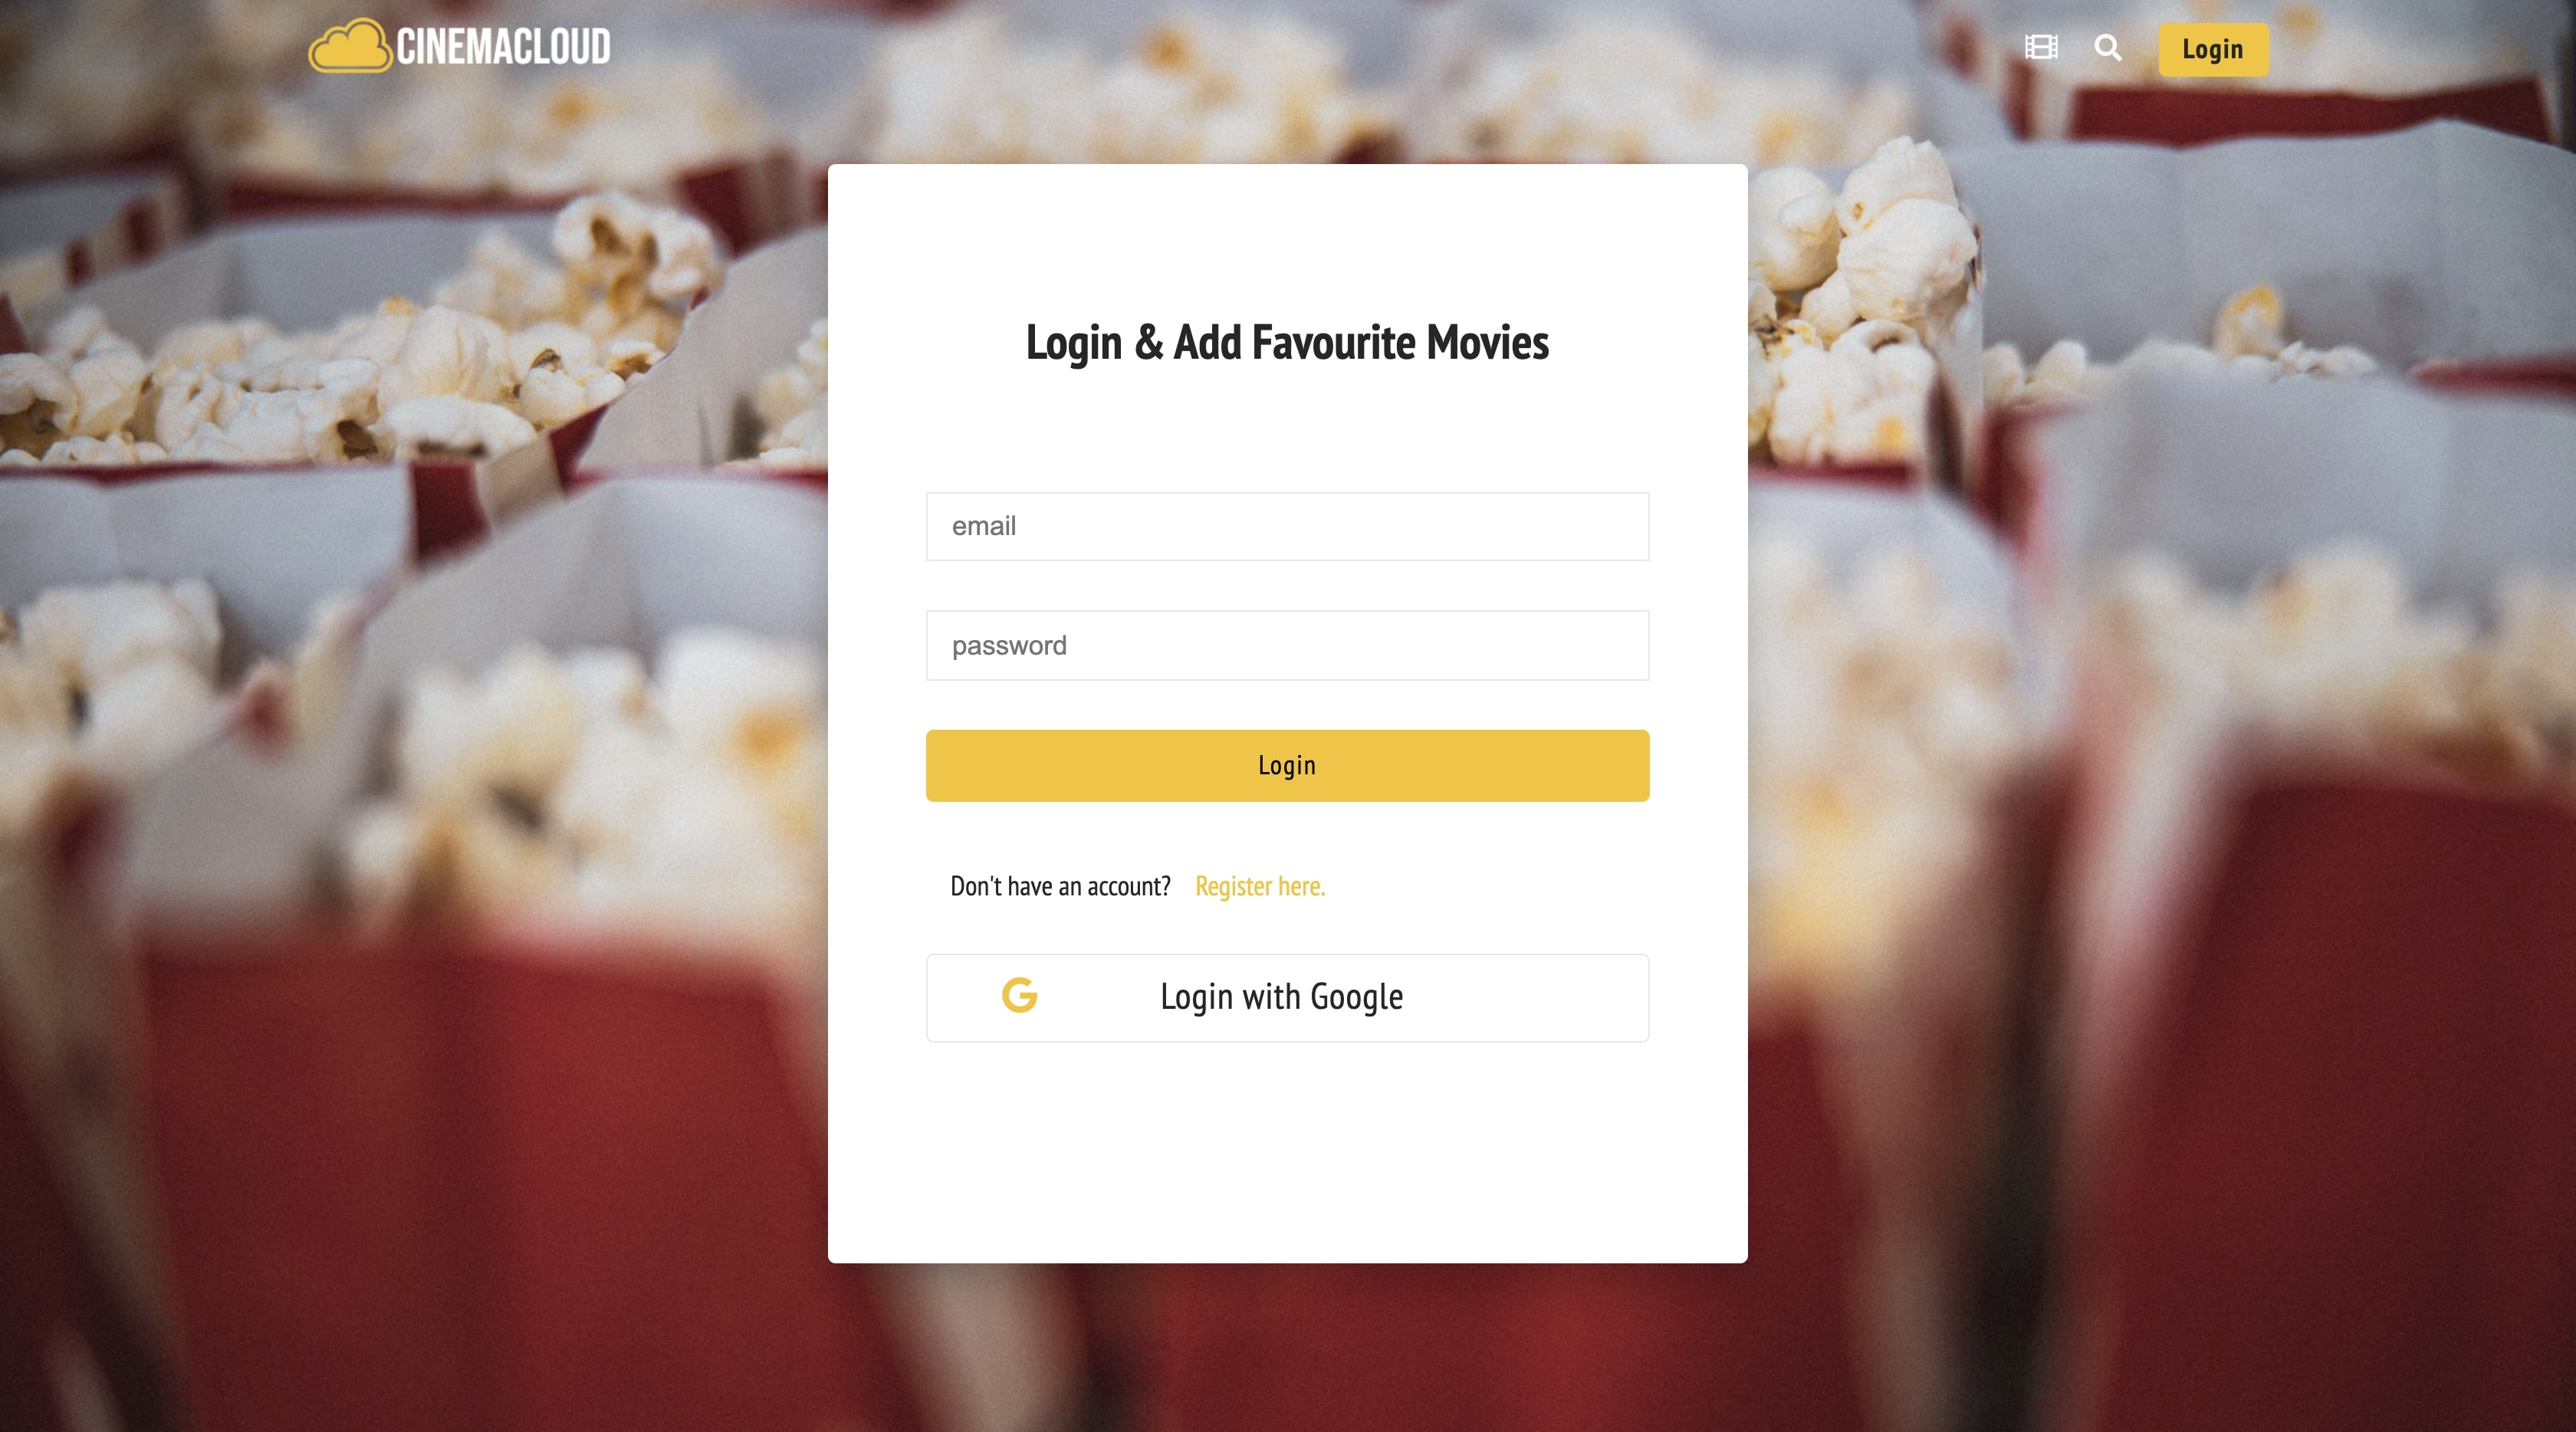 CINEMACLOUD
Login
Login & Add Favourite Movies
email
password
Login
Don't have an account? Register here.
Login with Google